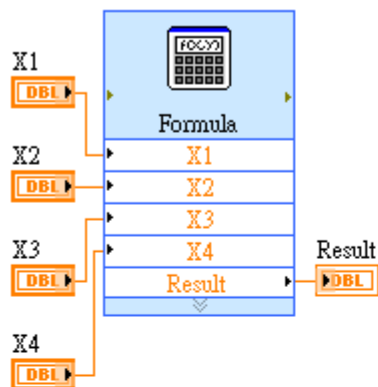 X1
DBL
X2
DBL
X3
DBL
X4
DBL
f(X,Y)
Formula
X1
X2
X3
X4
Result
Result
DBL